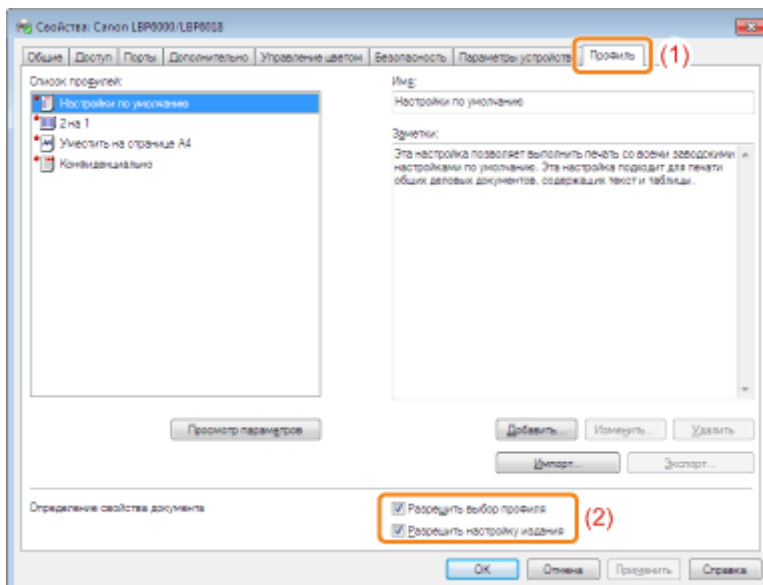 Свойства: Canon LBP6000/LBP6018
Общие Доступ Порты Дополнительно Управление цветом Безопасность Параметры устройства Профиль (1)
Список профилей:
Настройки по умолчанию
2 на 1
Уместить на странице A4
Конфиденциально
Имя:
Настройки по умолчанию
Заметки:
Эта настройка позволяет выполнить печать со всеми заводскими
настройками по умолчанию. Эта настройка подходит для печати
общих деловых документов, содержащих текст и таблицы.
Просмотр параметров
Добавить... Изменить... Удалить
Импорт... Экспорт...
Определение свойства документа
Разрешить выбор профиля
Разрешить настройку издания
(2)
OK Отмена Применить Справка